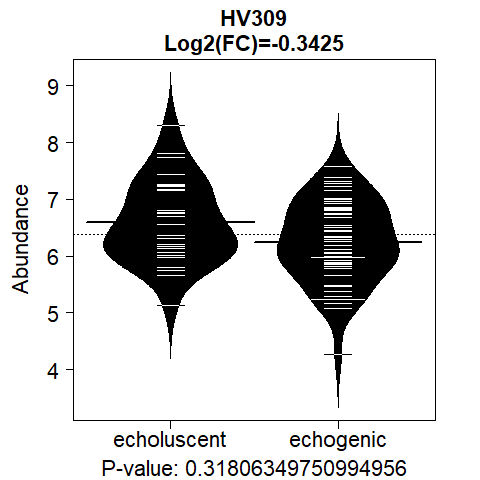 HV309
Log2(FC)=-0.3425
9
8
7
6
5
4
Abundance
echoluscent echogenic
P-value: 0.31806349750994956